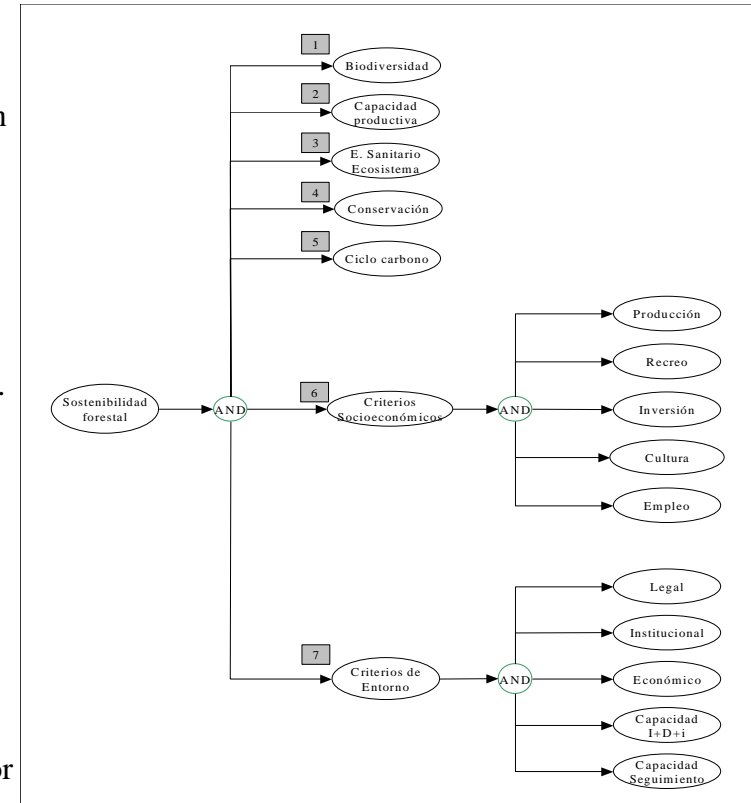 1
Biodiversidad
2
Capacidad
productiva
3
E. Sanitario
Ecosistema
4
Conservación
5
Ciclo carbono
Sostenibilidad
forestal
AND
6
Criterios
Socioeconómicos
AND
Producción
Recreo
Inversión
Cultura
Empleo
7
Criterios de
Entorno
AND
Legal
Institucional
Económico
Capacidad
I+D+i
Capacidad
Seguimiento